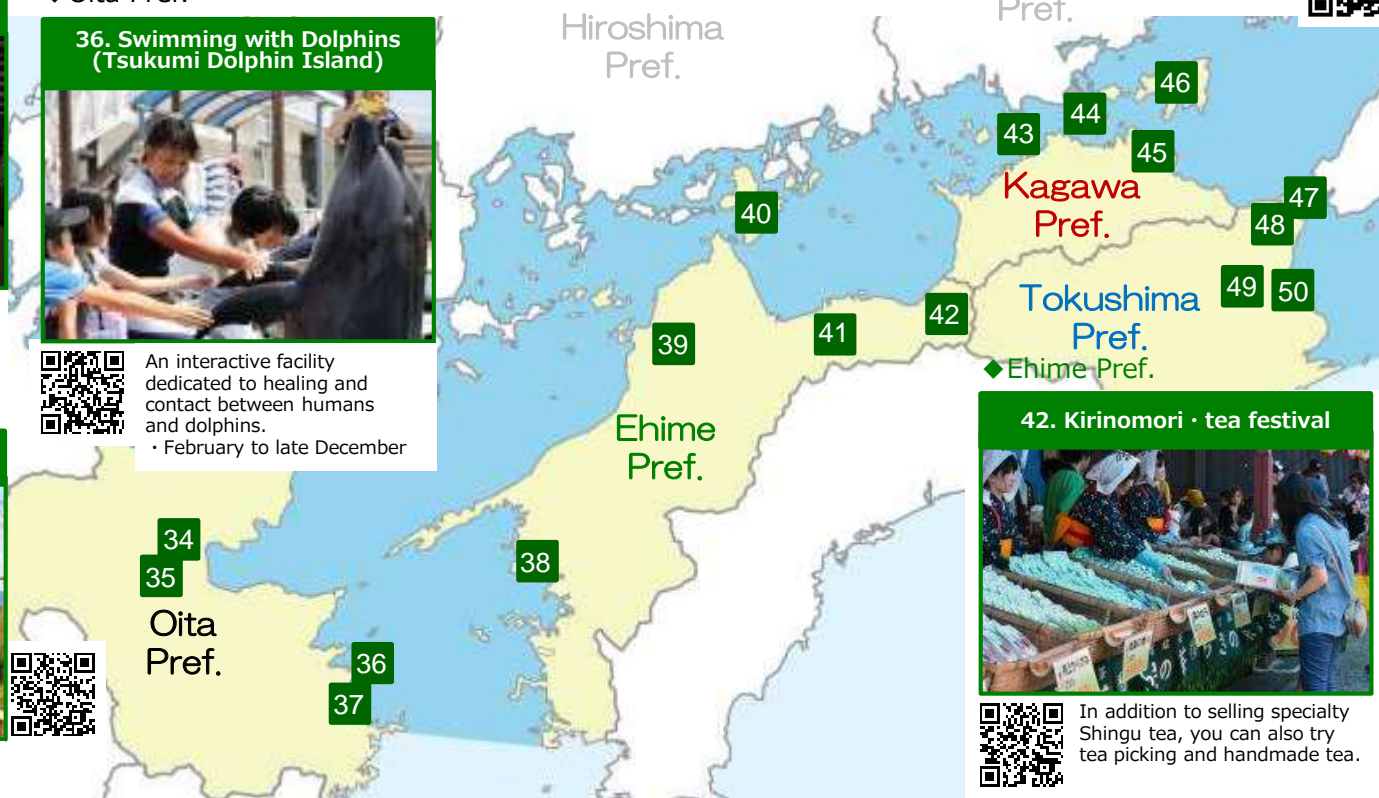 Pref.
Hiroshima
Pref.
36. Swimming with Dolphins
(Tsukumi Dolphin Island)
An interactive facility
dedicated to healing and
contact between humans
and dolphins.
・February to late December
46
44
43
45
Kagawa
Pref.
47
48
40
49
50
Tokushima
Pref.
42
41
39
◆Ehime Pref.
42. Kirinomori・tea festival
In addition to selling specialty
Shingu tea, you can also try
tea picking and handmade tea.
Ehime
Pref.
34
35
38
Oita
Pref.
36
37